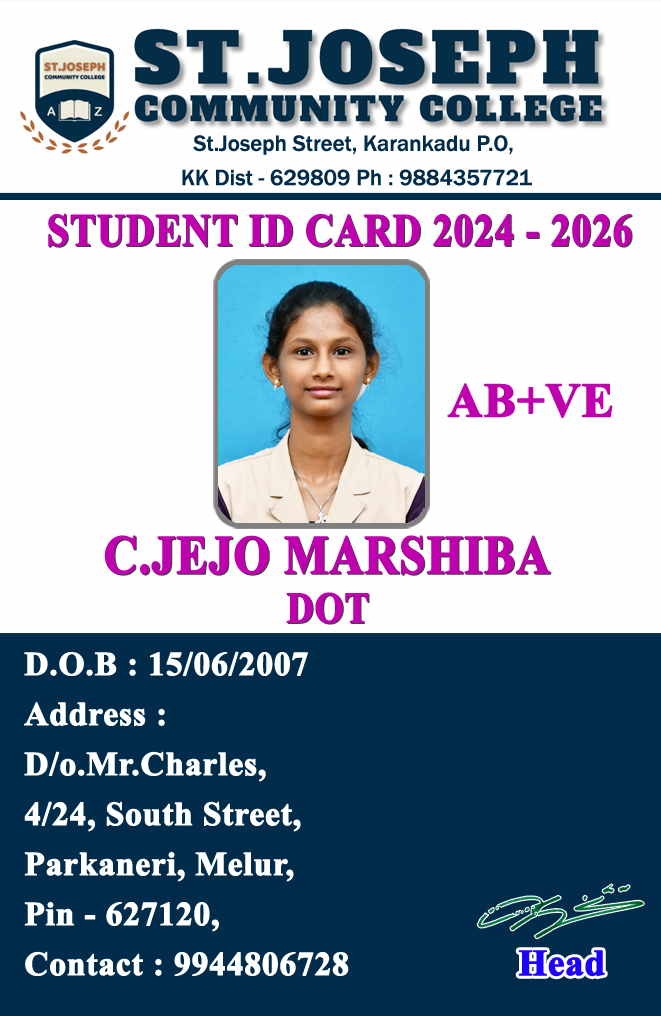 ST.JOSEPH
COMMUNITY COLLEGE
A Z
ST.JOSEPH
COMMUNITY COLLEGE
St.Joseph Street, Karankadu P.O,
KK Dist - 629809 Ph : 9884357721
STUDENT ID CARD 2024 - 2026
AB+VE
C.JEJO MARSHIBA
DOT
D.O.B : 15/06/2007
Address :
D/o.Mr.Charles,
4/24, South Street,
Parkaneri, Melur,
Pin - 627120,
Contact : 9944806728
Head